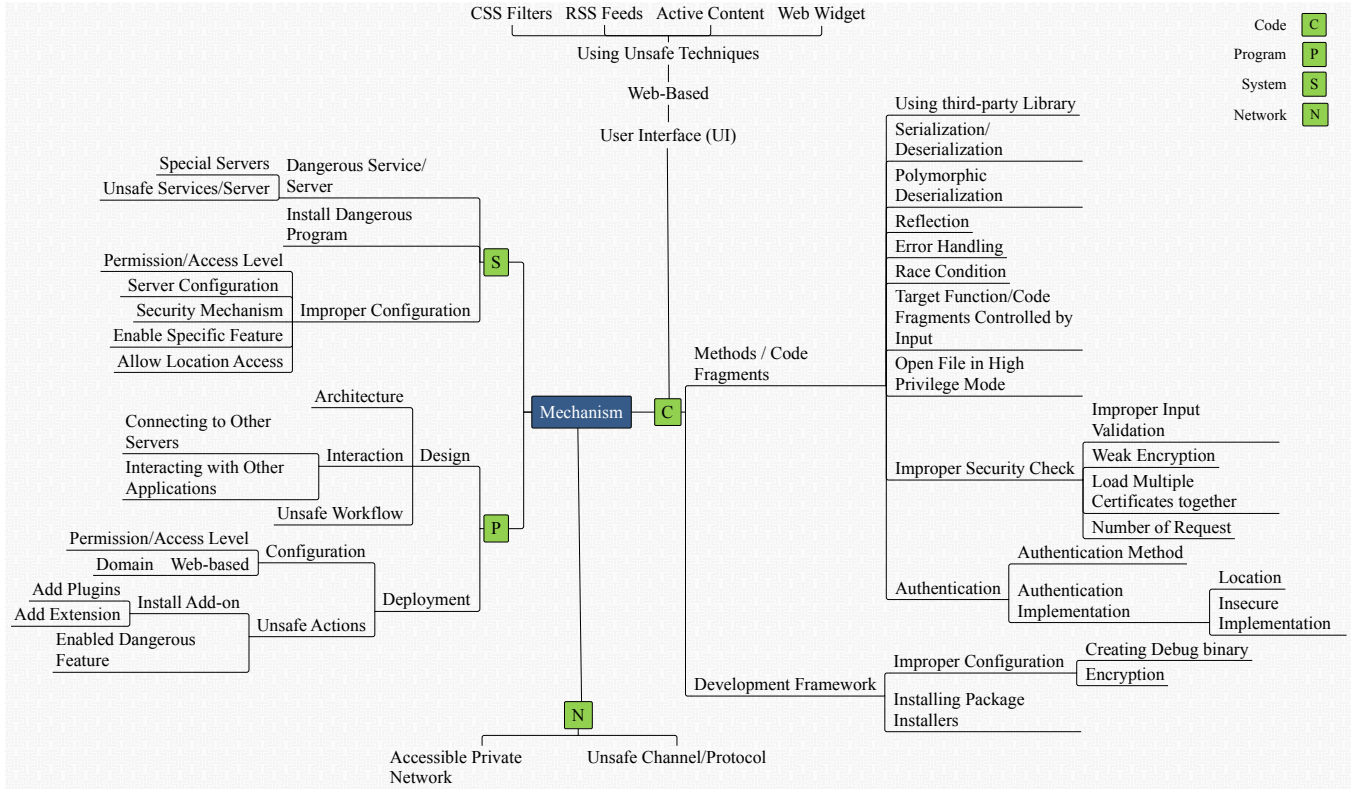 CSS Filters RSS Feeds Active Content Web Widget
Using Unsafe Techniques
Web-Based
User Interface (UI)
Code C
Program P
System S
Network N
Special Servers
Unsafe Services/Server
Dangerous Service/
Server
Install Dangerous
Program
S
Permission/Access Level
Server Configuration
Security Mechanism
Enable Specific Feature
Allow Location Access
Improper Configuration
Mechanism
C
Architecture
Connecting to Other
Servers
Interacting with Other
Applications
Interaction
Design
Unsafe Workflow
P
Permission/Access Level
Domain Web-based
Configuration
Add Plugins
Add Extension
Install Add-on
Enabled Dangerous
Feature
Unsafe Actions
Deployment
N
Accessible Private
Network
Unsafe Channel/Protocol
Methods / Code
Fragments
Using third-party Library
Serialization/
Deserialization
Polymorphic
Deserialization
Reflection
Error Handling
Race Condition
Target Function/Code
Fragments Controlled by
Input
Open File in High
Privilege Mode
Improper Security Check
Improper Input
Validation
Weak Encryption
Load Multiple
Certificates together
Number of Request
Authentication
Authentication Method
Authentication
Implementation
Location
Insecure
Implementation
Development Framework
Improper Configuration
Creating Debug binary
Encryption
Installing Package
Installers